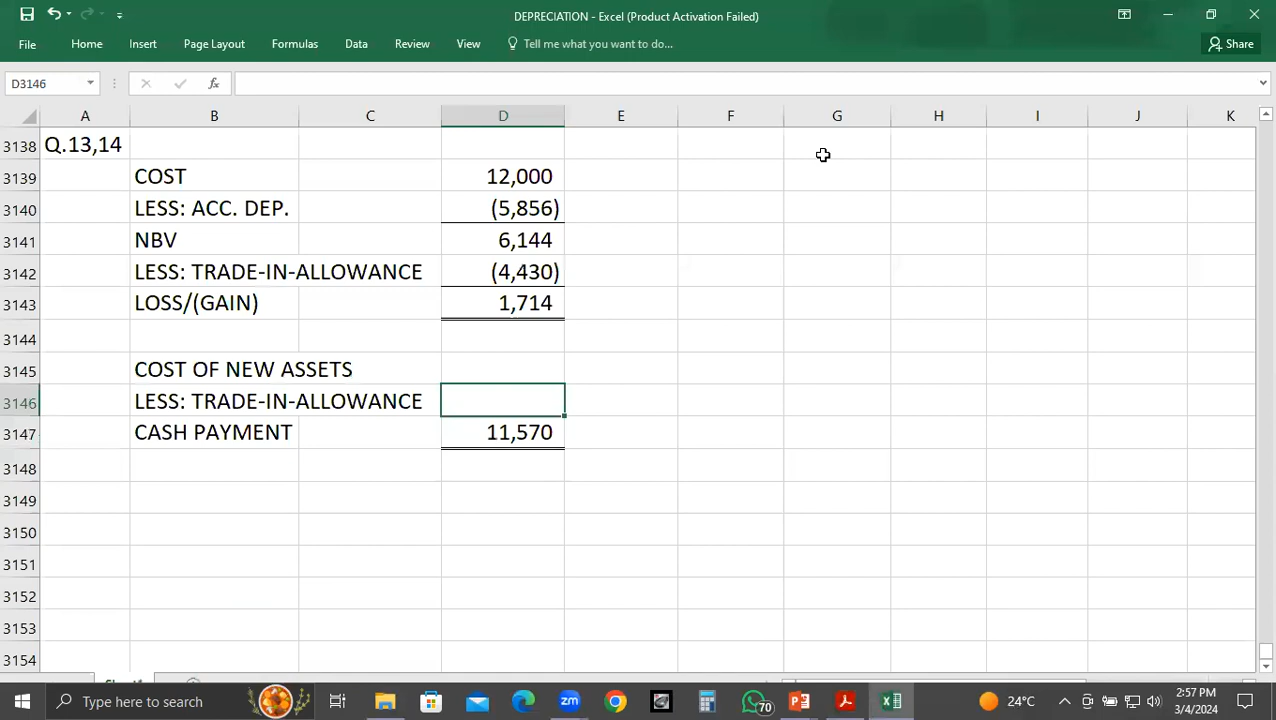 DEPRECIATION - Excel (Product Activation Failed)
File Home Insert Page Layout Formulas Data Review View Tell me what you want to do... Share
D3146 fx
A B C D E F G H I J K
3138 Q.13,14
3139 COST 12,000
3140 LESS: ACC. DEP. (5,856)
3141 NBV 6,144
3142 LESS: TRADE-IN-ALLOWANCE (4,430)
3143 LOSS/(GAIN) 1,714
3144
3145 COST OF NEW ASSETS
3146 LESS: TRADE-IN-ALLOWANCE
3147 CASH PAYMENT 11,570
3148
3149
3150
3151
3152
3153
3154
Type here to search 70 24°C 2:57 PM
3/4/2024